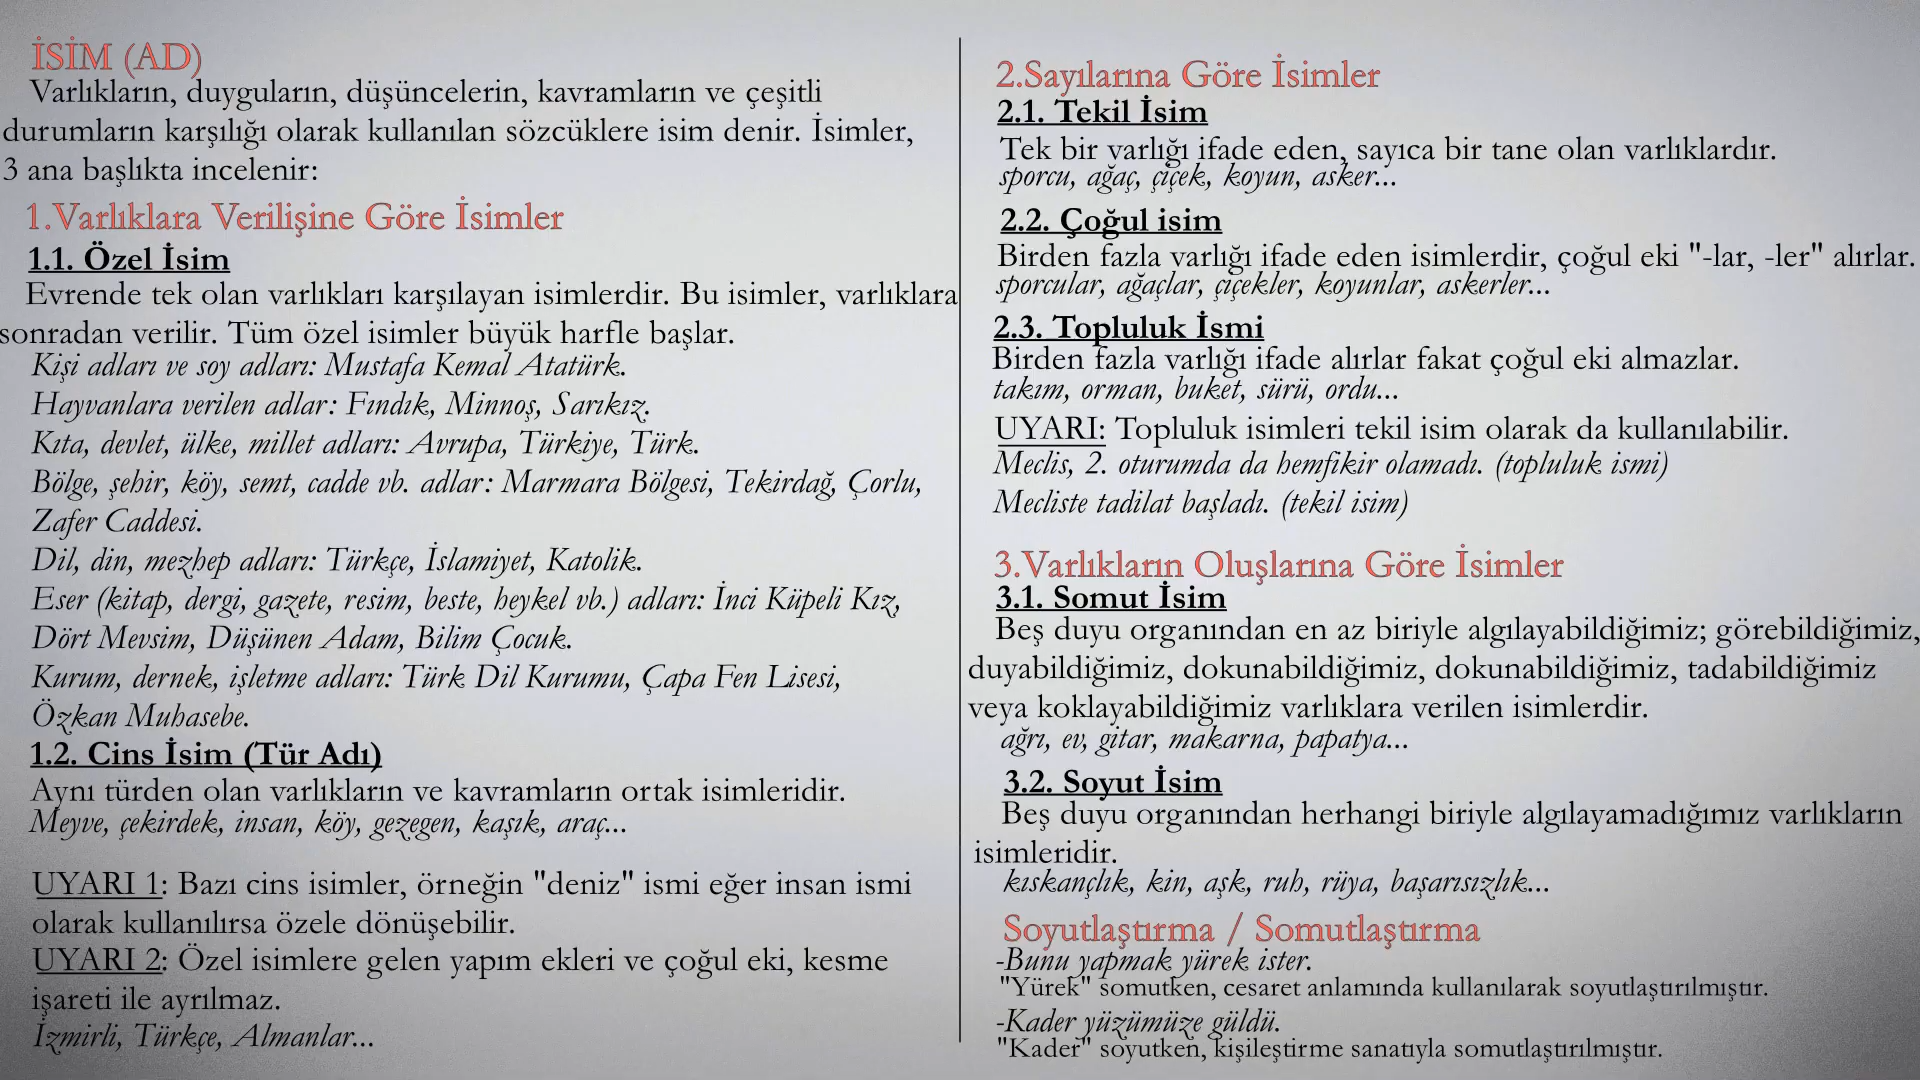 İSİM (AD)
Varlıkların, duyguların, düşüncelerin, kavramların ve çeşitli
durumların karşılığı olarak kullanılan sözcüklere isim denir. İsimler,
3 ana başlıkta incelenir:
1.Varlıklara Verilişine Göre İsimler
1.1. Özel İsim
Evrende tek olan varlıkları karşılayan isimlerdir. Bu isimler, varlıklara
sonradan verilir. Tüm özel isimler büyük harfle başlar.
Kişi adları ve soy adları: Mustafa Kemal Atatürk.
Hayvanlara verilen adlar: Fındık, Minnoş, Sarıkız.
Kıta, devlet, ülke, millet adları: Avrupa, Türkiye, Türk.
Bölge, şehir, köy, semt, cadde vb. adlar: Marmara Bölgesi, Tekirdağ, Çorlu,
Zafer Caddesi.
Dil, din, mezhep adları: Türkçe, İslamiyet, Katolik.
Eser (kitap, dergi, gazete, resim, beste, heykel vb.) adları: İnci Küpeli Kız,
Dört Mevsim, Düşünen Adam, Bilim Çocuk.
Kurum, dernek, işletme adları: Türk Dil Kurumu, Çapa Fen Lisesi,
Özkan Muhasebe.
1.2. Cins İsim (Tür Adı)
Aynı türden olan varlıkların ve kavramların ortak isimleridir.
Meyve, çekirdek, insan, köy, gezegen, kaşık, araç...
UYARI 1: Bazı cins isimler, örneğin "deniz" ismi eğer insan ismi
olarak kullanılırsa özele dönüşebilir.
UYARI 2: Özel isimlere gelen yapım ekleri ve çoğul eki, kesme
işareti ile ayrılmaz.
İzmirli, Türkçe, Almanlar...
2.Sayılarına Göre İsimler
2.1. Tekil İsim
Tek bir varlığı ifade eden, sayıca bir tane olan varlıklardır.
sporcu, ağaç, çiçek, koyun, asker...
2.2. Çoğul isim
Birden fazla varlığı ifade eden isimlerdir, çoğul eki "-lar, -ler" alırlar.
sporcular, ağaçlar, çiçekler, koyunlar, askerler...
2.3. Topluluk İsmi
Birden fazla varlığı ifade alırlar fakat çoğul eki almazlar.
takım, orman, buket, sürü, ordu...
UYARI: Topluluk isimleri tekil isim olarak da kullanılabilir.
Meclis, 2. oturumda da hemfikir olamadı. (topluluk ismi)
Mecliste tadilat başladı. (tekil isim)
3.Varlıkların Oluşlarına Göre İsimler
3.1. Somut İsim
Beş duyu organından en az biriyle algılayabildiğimiz; görebildiğimiz,
duyabildiğimiz, dokunabildiğimiz, dokunabildiğimiz, tadabildiğimiz
veya koklayabildiğimiz varlıklara verilen isimlerdir.
ağrı, ev, gitar, makarna, papatya...
3.2. Soyut İsim
Beş duyu organından herhangi biriyle algılayamadığımız varlıkların
isimleridir.
kıskançlık, kin, aşk, ruh, rüya, başarısızlık...
Soyutlaştırma / Somutlaştırma
-Bunu yapmak yürek ister.
"Yürek" somutken, cesaret anlamında kullanılarak soyutlaştırılmıştır.
-Kader yüzümüze güldü.
"Kader" soyutken, kişileştirme sanatıyla somutlaştırılmıştır.